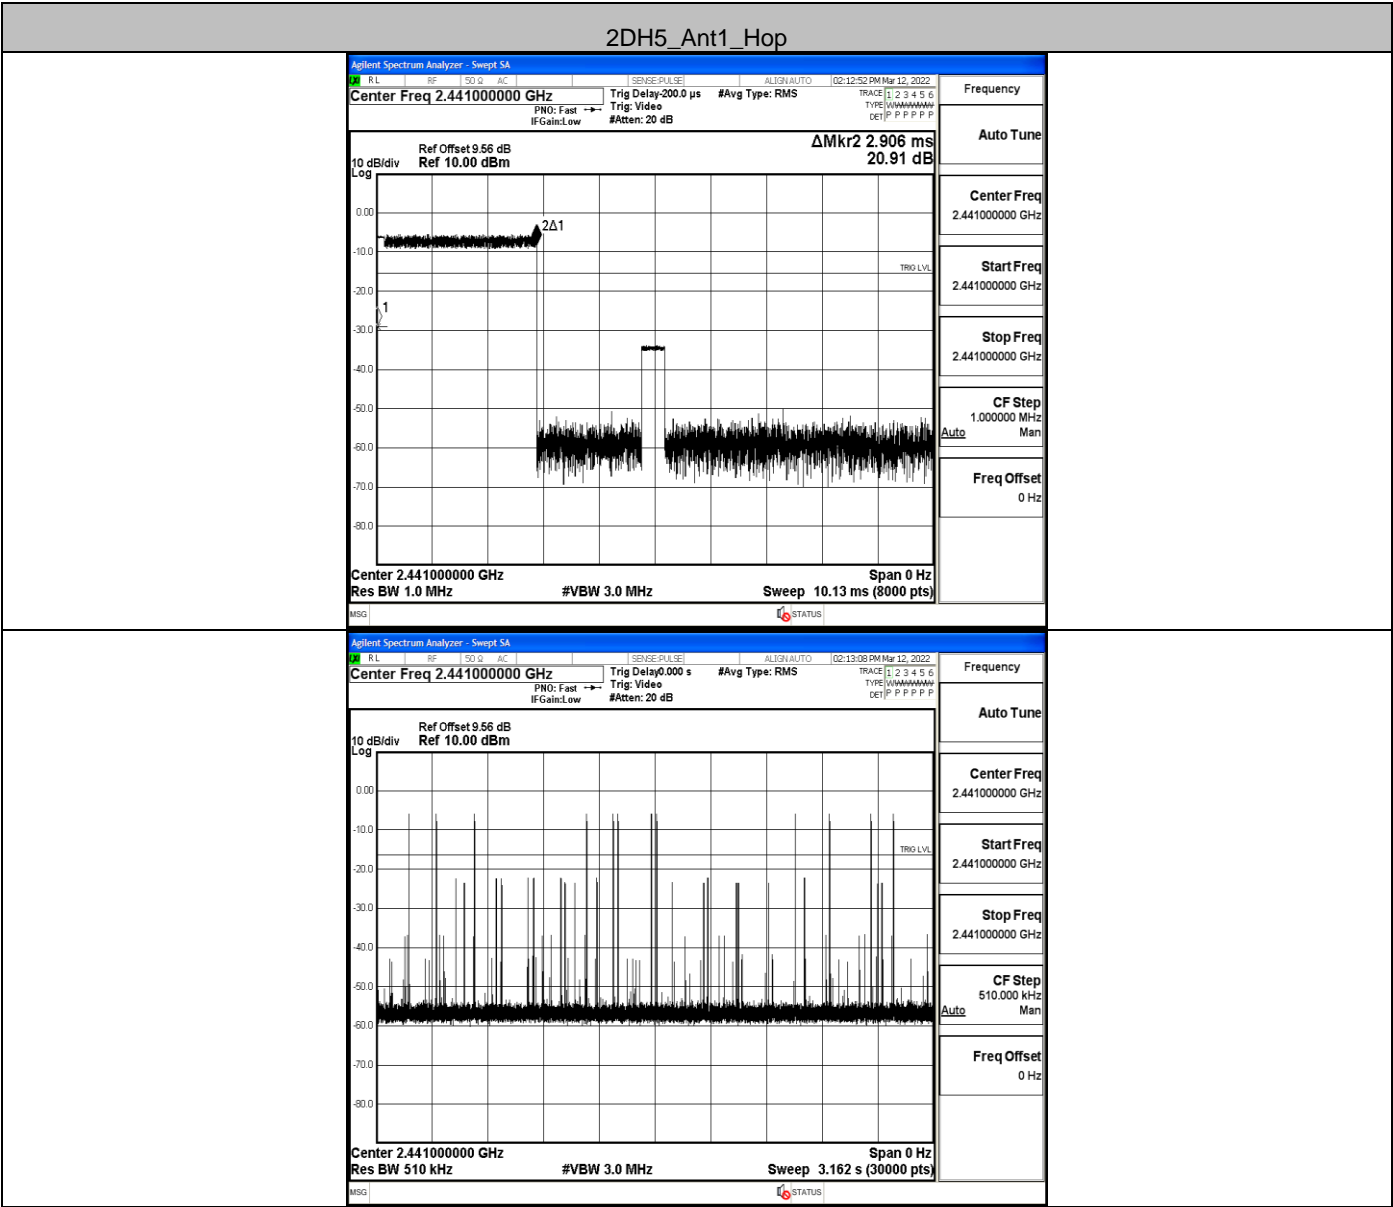 2DH5_Ant1_Hop
Agilent Spectrum Analyzer - Swept SA
RL RF 50 Ω AC SENSE:PULSE ALIGNAUTO 02:12:52 PM Mar 12, 2022
Center Freq 2.441000000 GHz
PNO: Fast
IFGain:Low
Trig Delay-200.0 µs
Trig: Video
#Atten: 20 dB
#Avg Type: RMS
TRACE 1 2 3 4 5 6
TYPE
DET P P P P P P
Frequency
Auto Tune
ΔMkr2 2.906 ms
20.91 dB
Ref Offset 9.56 dB
10 dB/div Ref 10.00 dBm
Log
0.00
-10.0
-20.0
-30.0
-40.0
-50.0
-60.0
-70.0
-80.0
2Δ1
1
TRIG LVL
Center Freq
2.441000000 GHz
Start Freq
2.441000000 GHz
Stop Freq
2.441000000 GHz
CF Step
1.000000 MHz
Auto Man
Freq Offset
0 Hz
Center 2.441000000 GHz Span 0 Hz
Res BW 1.0 MHz #VBW 3.0 MHz Sweep 10.13 ms (8000 pts)
MSG STATUS
Agilent Spectrum Analyzer - Swept SA
RL RF 50 Ω AC SENSE:PULSE ALIGNAUTO 02:13:08 PM Mar 12, 2022
Center Freq 2.441000000 GHz
PNO: Fast
IFGain:Low
Trig Delay0.000 s
Trig: Video
#Atten: 20 dB
#Avg Type: RMS
TRACE 1 2 3 4 5 6
TYPE
DET P P P P P P
Frequency
Auto Tune
Ref Offset 9.56 dB
10 dB/div Ref 10.00 dBm
Log
0.00
-10.0
-20.0
-30.0
-40.0
-50.0
-60.0
-70.0
-80.0
TRIG LVL
Center Freq
2.441000000 GHz
Start Freq
2.441000000 GHz
Stop Freq
2.441000000 GHz
CF Step
510.000 kHz
Auto Man
Freq Offset
0 Hz
Center 2.441000000 GHz Span 0 Hz
Res BW 510 kHz #VBW 3.0 MHz Sweep 3.162 s (30000 pts)
MSG STATUS